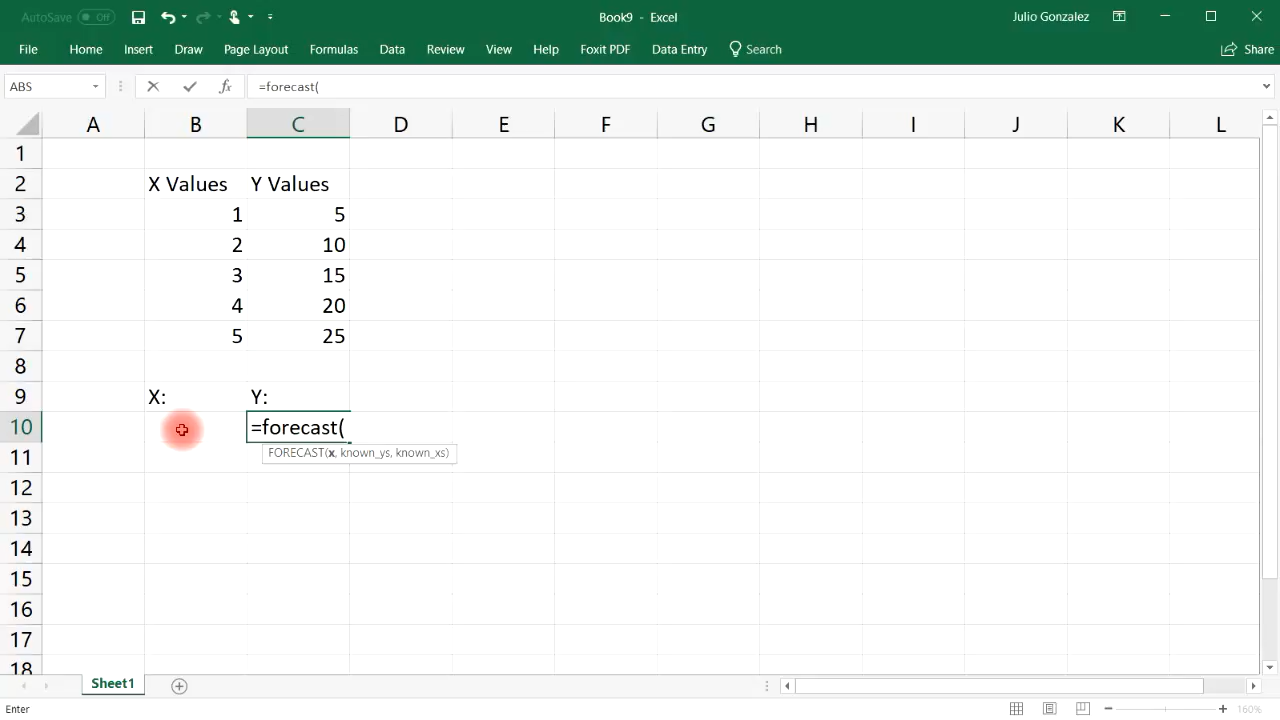 AutoSave Off Book9 - Excel Julio Gonzalez
File Home Insert Draw Page Layout Formulas Data Review View Help Foxit PDF Data Entry Search Share
ABS fx =forecast(
A B C D E F G H I J K L
1
2 X Values Y Values
3 1 5
4 2 10
5 3 15
6 4 20
7 5 25
8
9 X: Y:
10 =forecast(
FORECAST(x, known_ys, known_xs)
11
12
13
14
15
16
17
18
Sheet1
Enter 160%